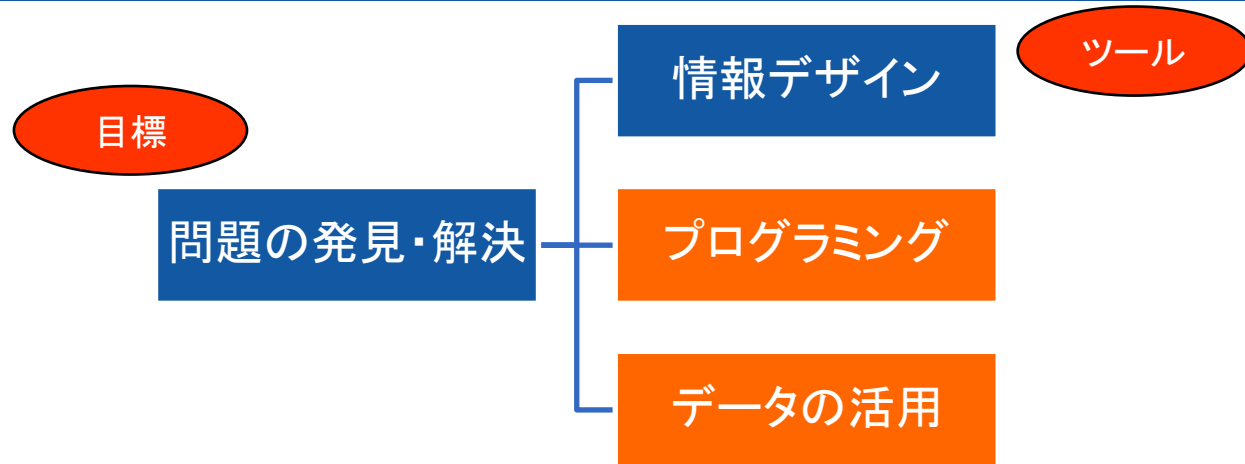 目標
問題の発見・解決
ツール
情報デザイン
プログラミング
データの活用